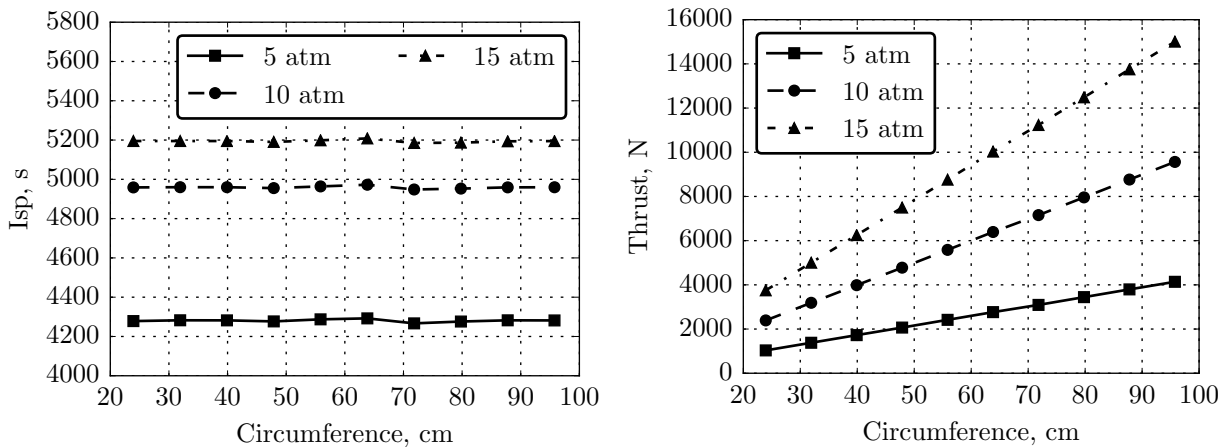 5800
5600
5400
5200
5000
4800
4600
4400
4200
4000
Isp, s
5 atm
10 atm
15 atm
20 30 40 50 60 70 80 90 100
Circumference, cm
16000
14000
12000
10000
8000
6000
4000
2000
0
Thrust, N
5 atm
10 atm
15 atm
20 30 40 50 60 70 80 90 100
Circumference, cm